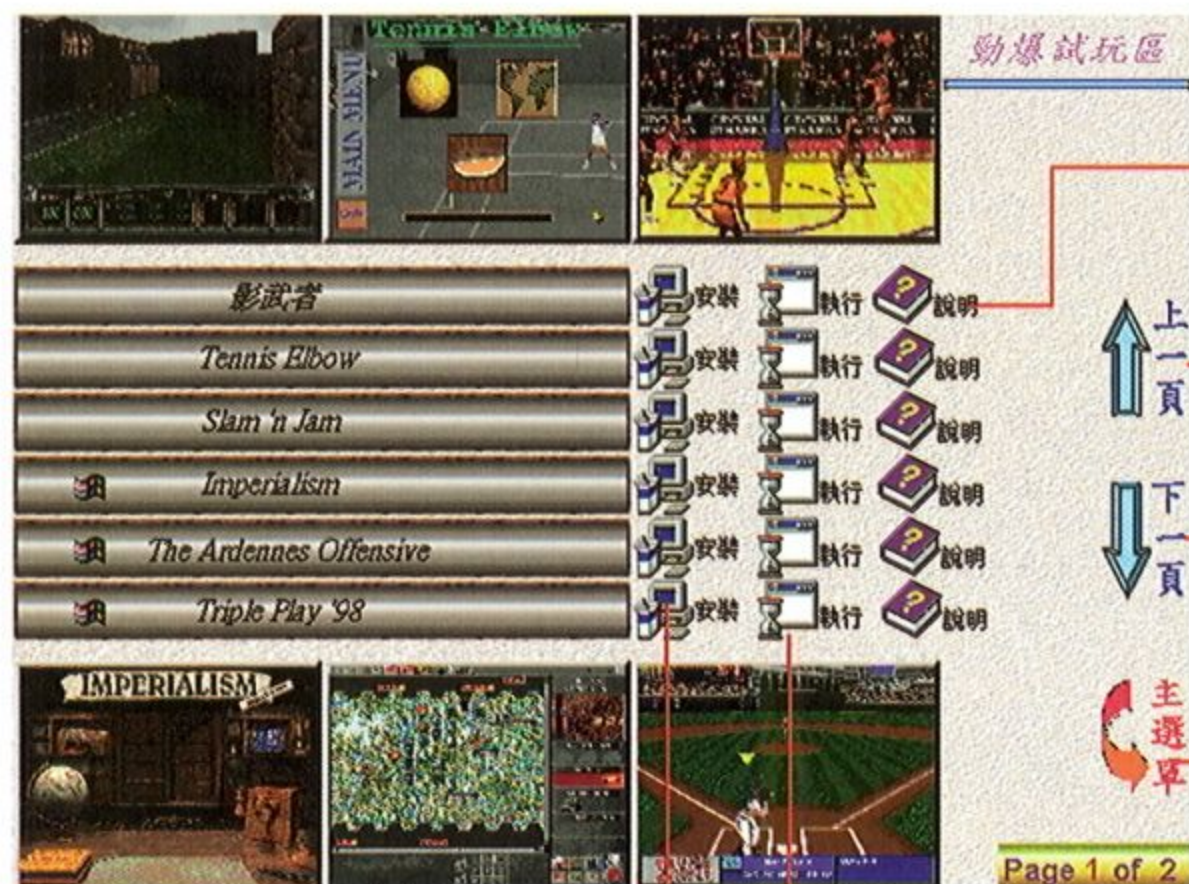 Tennis Elbow
MAIN MENU
勁爆試玩區
影武者 安裝 執行 說明
Tennis Elbow 安裝 執行 說明
Slam 'n Jam 安裝 執行 說明
Imperialism 安裝 執行 說明
The Ardennes Offensive 安裝 執行 說明
Triple Play '98 安裝 執行 說明
上一頁
下一頁
主選單
IMPERIALISM
Page 1 of 2